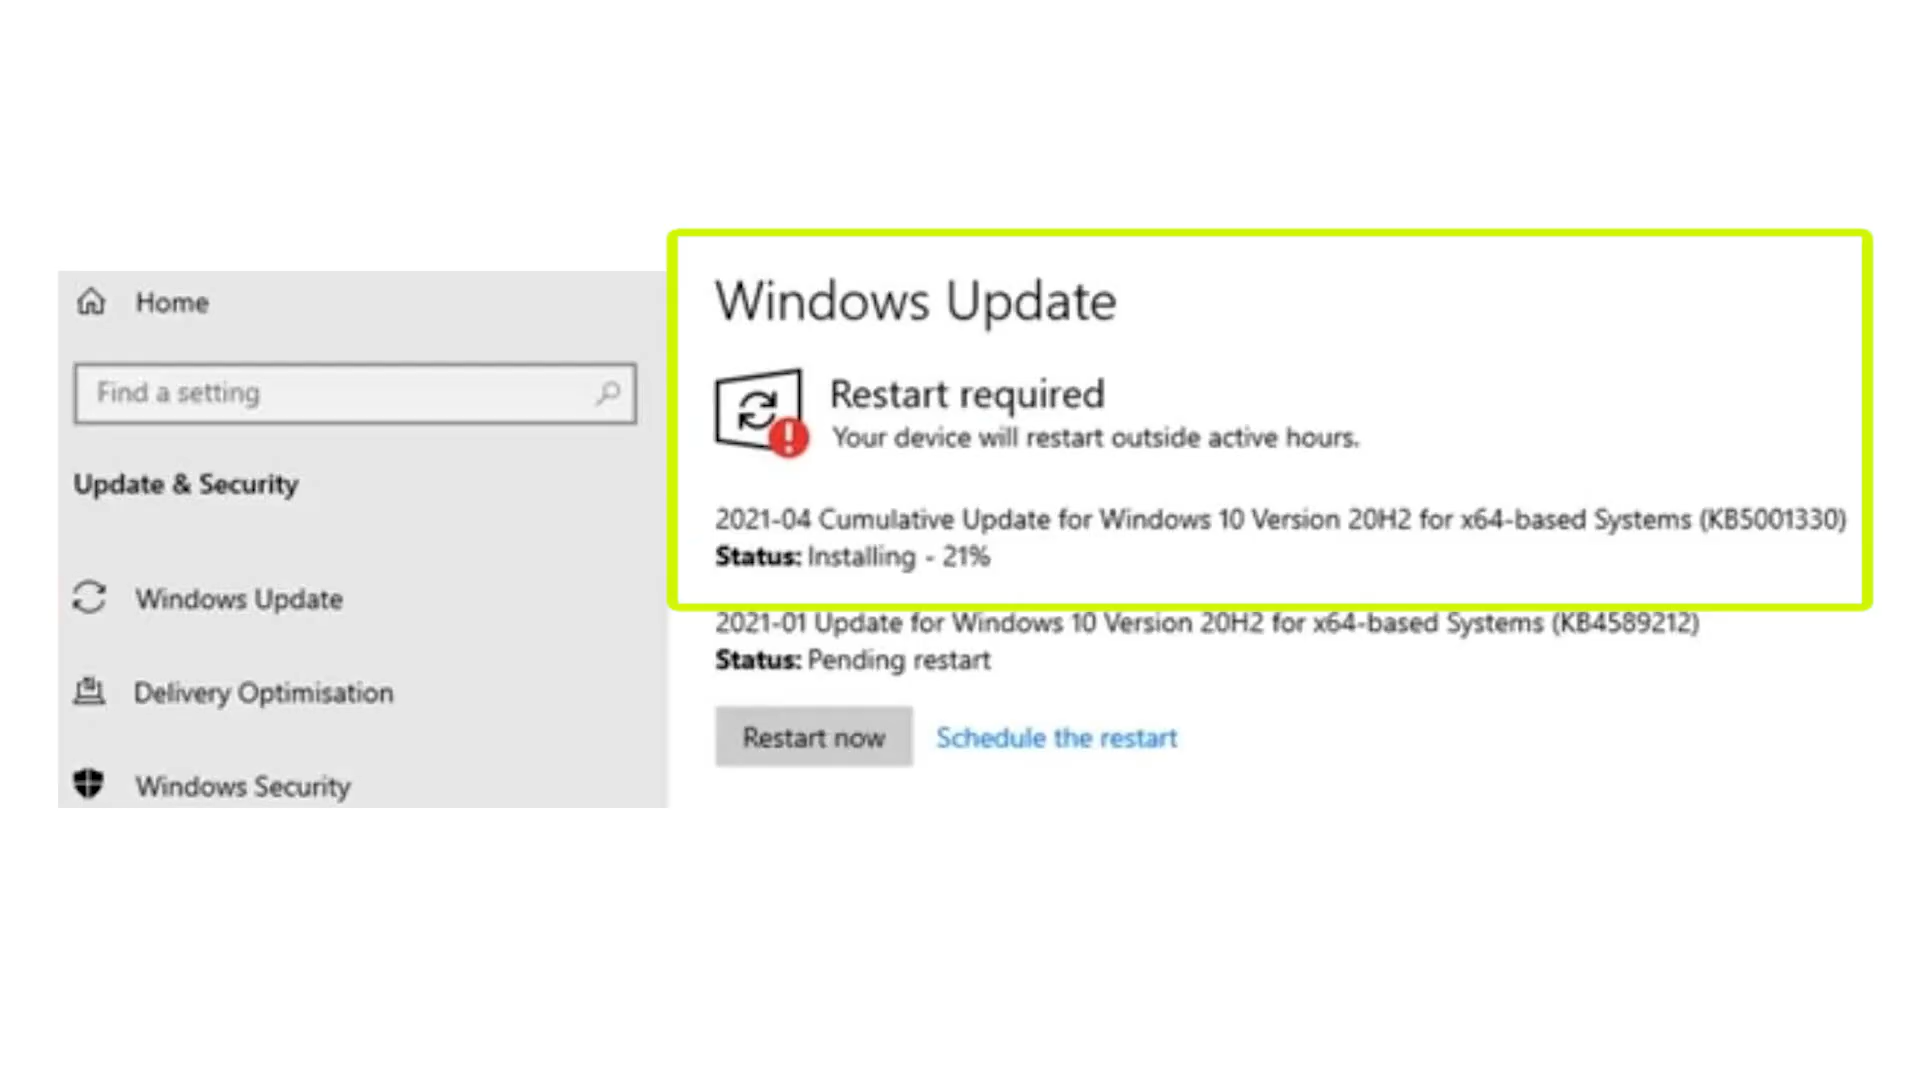 Home
Find a setting
Update & Security
Windows Update
Delivery Optimisation
Windows Security
Windows Update
Restart required
Your device will restart outside active hours.
2021-04 Cumulative Update for Windows 10 Version 20H2 for x64-based Systems (KB5001330)
Status: Installing - 21%
2021-01 Update for Windows 10 Version 20H2 for x64-based Systems (KB4589212)
Status: Pending restart
Restart now
Schedule the restart